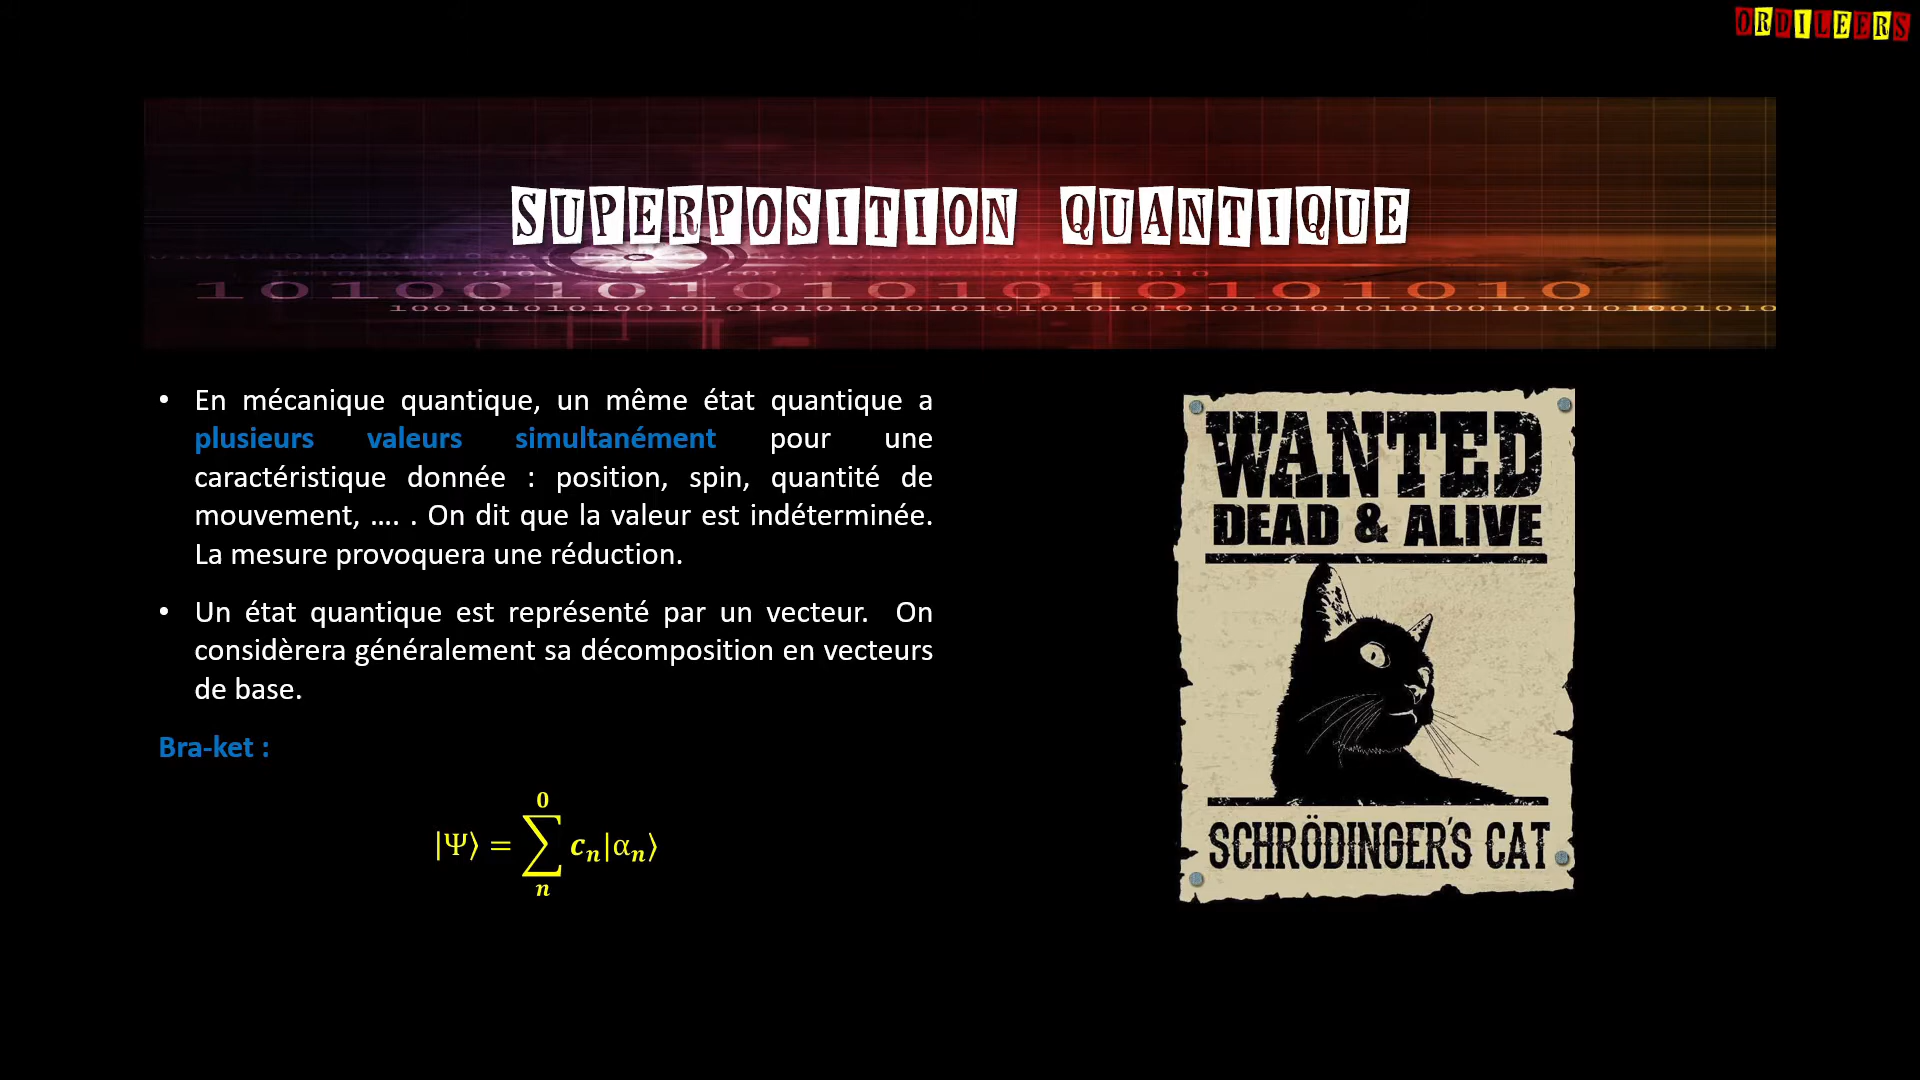 ORDILEERS
SUPERPOSITION QUANTIQUE
1010010101010101010101010
• En mécanique quantique, un même état quantique a
plusieurs valeurs simultanément pour une
caractéristique donnée : position, spin, quantité de
mouvement, …. . On dit que la valeur est indéterminée.
La mesure provoquera une réduction.
• Un état quantique est représenté par un vecteur. On
considèrera généralement sa décomposition en vecteurs
de base.
Bra-ket :
0
|Ψ⟩ = ∑ cₙ|αₙ⟩
n
WANTED
DEAD & ALIVE
SCHRÖDINGER'S CAT